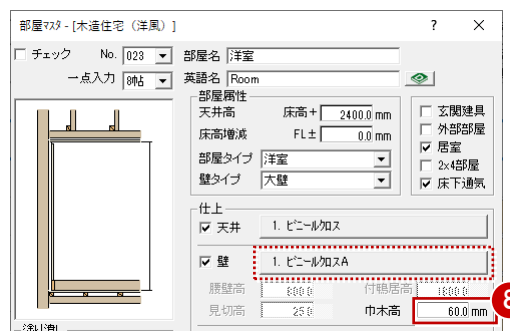 部屋ﾏｽﾀ - [木造住宅（洋風）]
? ×
チェック No. 023 部屋名 洋室
一点入力 8帖 英語名 Room
部屋属性
天井高 床高+ 2400.0 mm
床高増減 FL± 0.0 mm
部屋タイプ 洋室
壁タイプ 大壁
玄関建具
外部部屋
居室
2x4部屋
床下通気
仕上
天井 1. ﾋﾞﾆｰﾙｸﾛｽ
壁 1. ﾋﾞﾆｰﾙｸﾛｽA
腰壁高 800.0 付鴨居高 1800.0
見切高 25.0 巾木高 60.0 mm
8